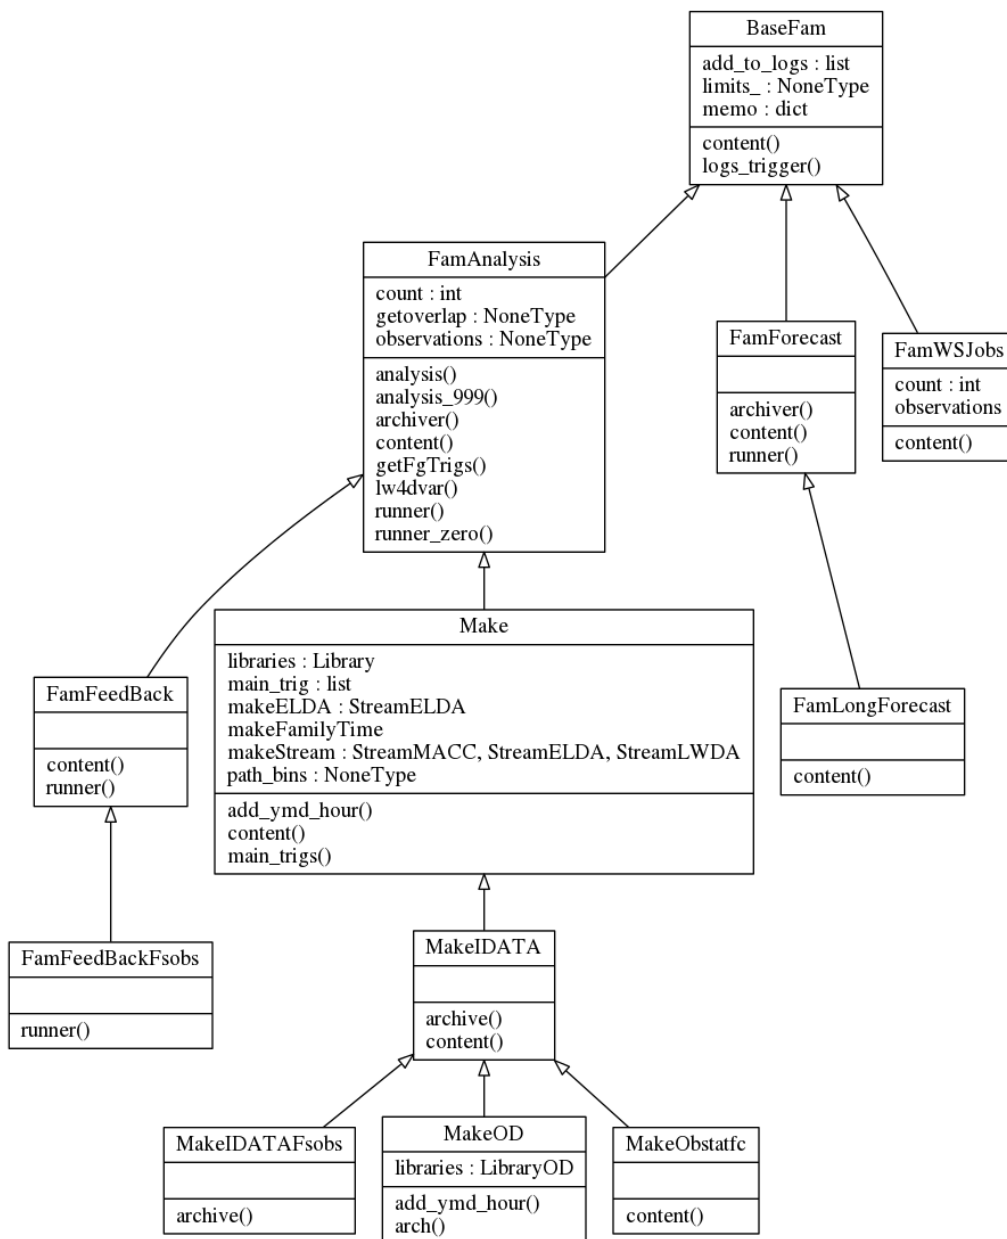 BaseFam
add_to_logs : list
limits_ : NoneType
memo : dict
content()
logs_trigger()
FamAnalysis
count : int
getoverlap : NoneType
observations : NoneType
analysis()
analysis_999()
archiver()
content()
getFgTrigs()
lw4dvar()
runner()
runner_zero()
FamForecast
archiver()
content()
runner()
FamWSJobs
count : int
observations
content()
Make
libraries : Library
main_trig : list
makeELDA : StreamELDA
makeFamilyTime
makeStream : StreamMACC, StreamELDA, StreamLWDA
path_bins : NoneType
add_ymd_hour()
content()
main_trigs()
FamFeedBack
content()
runner()
FamLongForecast
content()
FamFeedBackFsobs
runner()
MakeIDATA
archive()
content()
MakeIDATAFsobs
archive()
MakeOD
libraries : LibraryOD
add_ymd_hour()
arch()
MakeObstatfc
content()